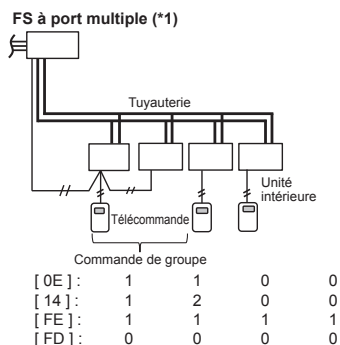 FS à port multiple (*1)
Tuyauterie
Unité
intérieure
Télécommande
Commande de groupe
[ 0E ] : 1 1 0 0
[ 14 ] : 1 2 0 0
[ FE ] : 1 1 1 1
[ FD ] : 0 0 0 0